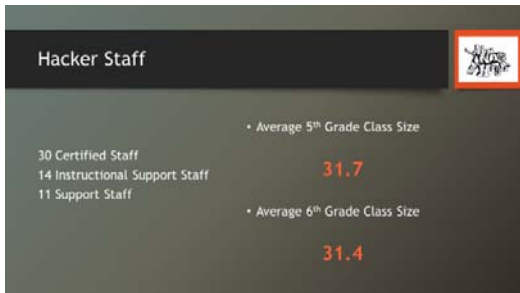 Hacker Staff
30 Certified Staff
14 Instructional Support Staff
11 Support Staff
• Average 5th Grade Class Size
31.7
• Average 6th Grade Class Size
31.4